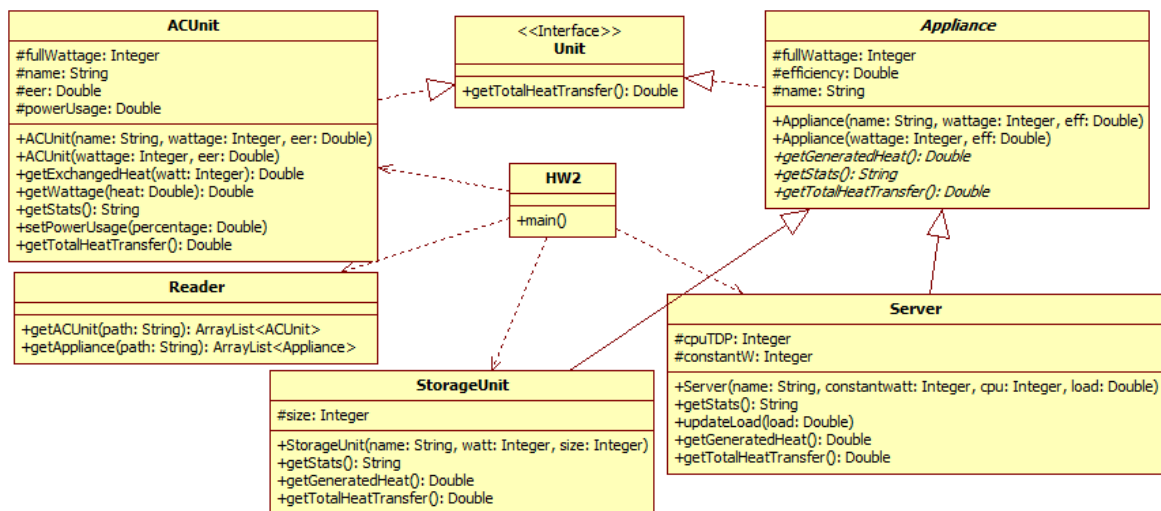 ACUnit
#fullWattage: Integer
#name: String
#eer: Double
#powerUsage: Double
+ACUnit(name: String, wattage: Integer, eer: Double)
+ACUnit(wattage: Integer, eer: Double)
+getExchangedHeat(watt: Integer): Double
+getWattage(heat: Double): Double
+getStats(): String
+setPowerUsage(percentage: Double)
+getTotalHeatTransfer(): Double
<<Interface>>
Unit
+getTotalHeatTransfer(): Double
Appliance
#fullWattage: Integer
#efficiency: Double
#name: String
+Appliance(name: String, wattage: Integer, eff: Double)
+Appliance(wattage: Integer, eff: Double)
+getGeneratedHeat(): Double
+getStats(): String
+getTotalHeatTransfer(): Double
HW2
+main()
Reader
+getACUnit(path: String): ArrayList<ACUnit>
+getAppliance(path: String): ArrayList<Appliance>
StorageUnit
#size: Integer
+StorageUnit(name: String, watt: Integer, size: Integer)
+getStats(): String
+getGeneratedHeat(): Double
+getTotalHeatTransfer(): Double
Server
#cpuTDP: Integer
#constantW: Integer
+Server(name: String, constantwatt: Integer, cpu: Integer, load: Double)
+getStats(): String
+updateLoad(load: Double)
+getGeneratedHeat(): Double
+getTotalHeatTransfer(): Double